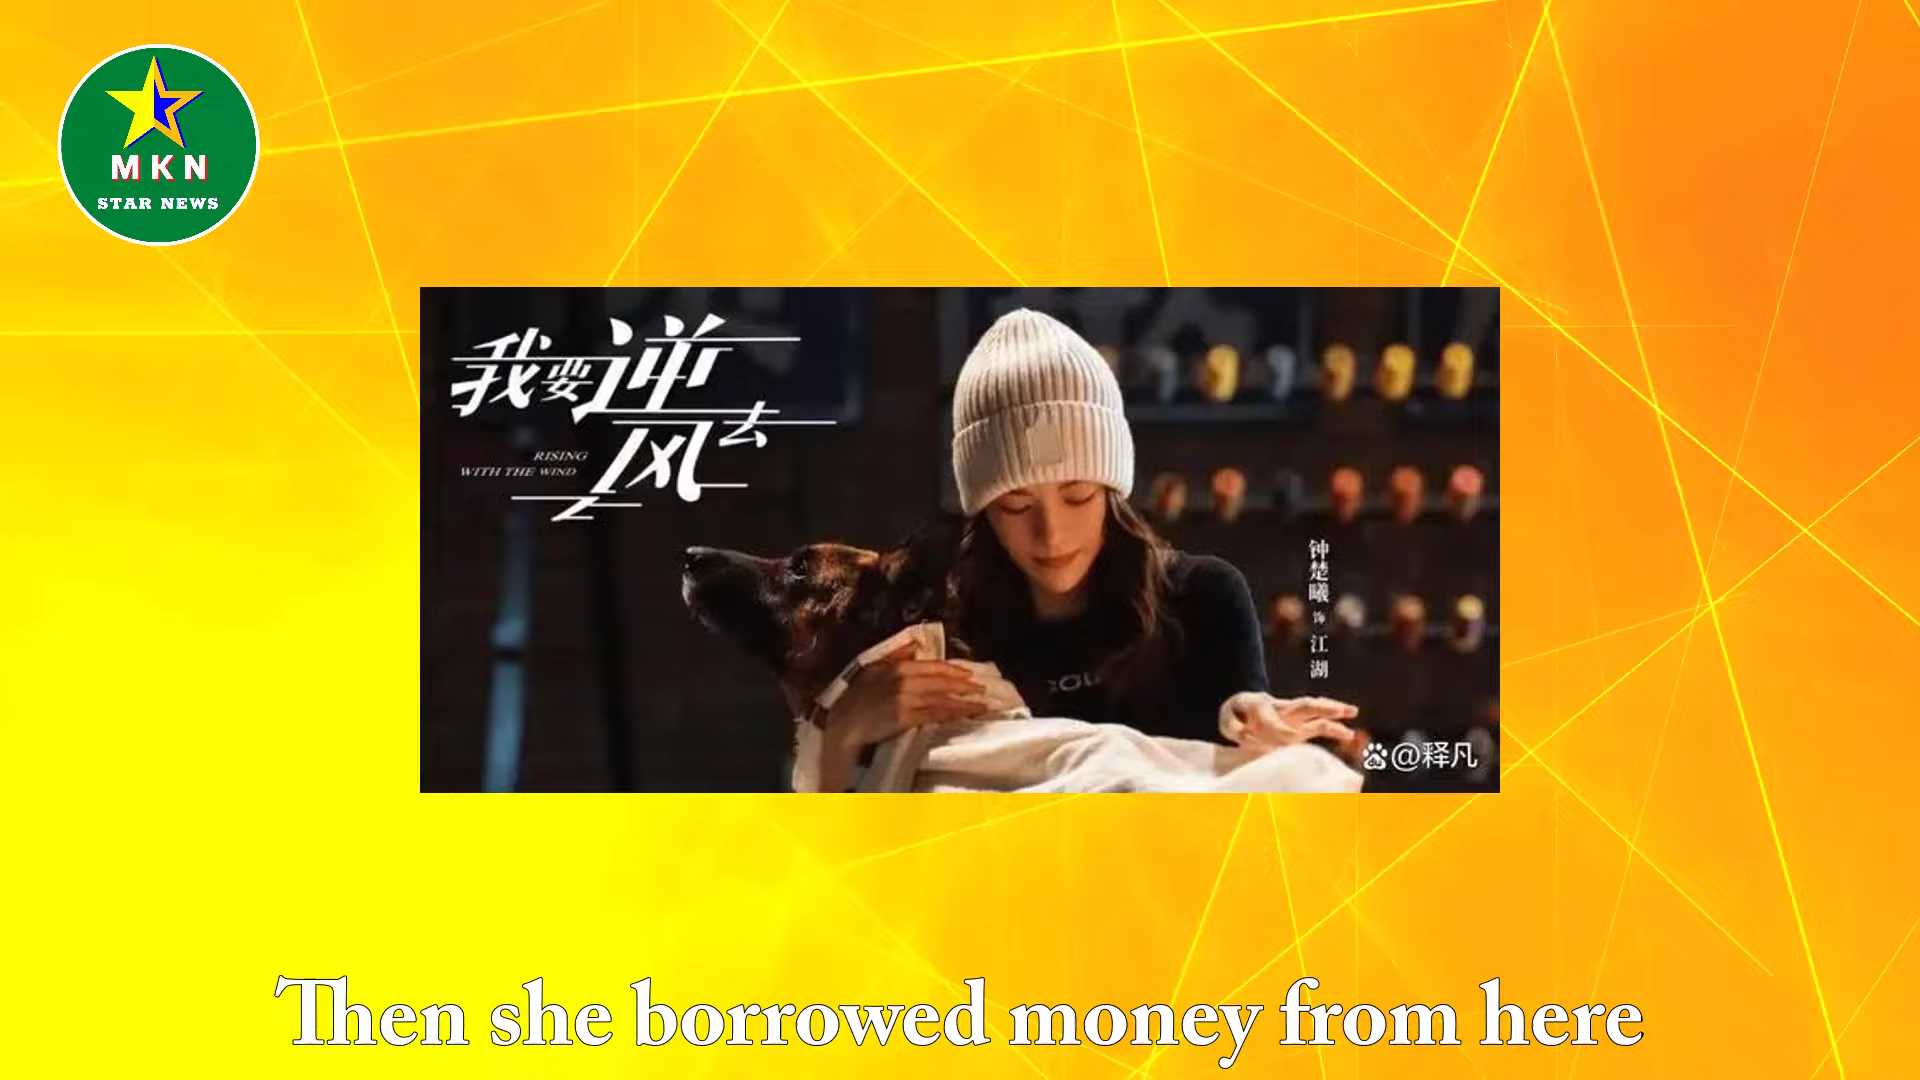 MKN
STAR NEWS
我要逆
风去
RISING
WITH THE WIND
钟楚曦
饰
江湖
@释凡
Then she borrowed money from here